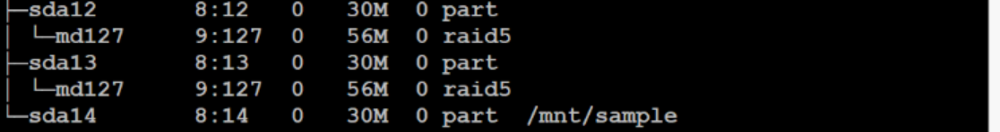 ├─sda12       8:12   0   30M  0 part
│ └─md127     9:127  0   56M  0 raid5
├─sda13       8:13   0   30M  0 part
│ └─md127     9:127  0   56M  0 raid5
└─sda14       8:14   0   30M  0 part  /mnt/sample